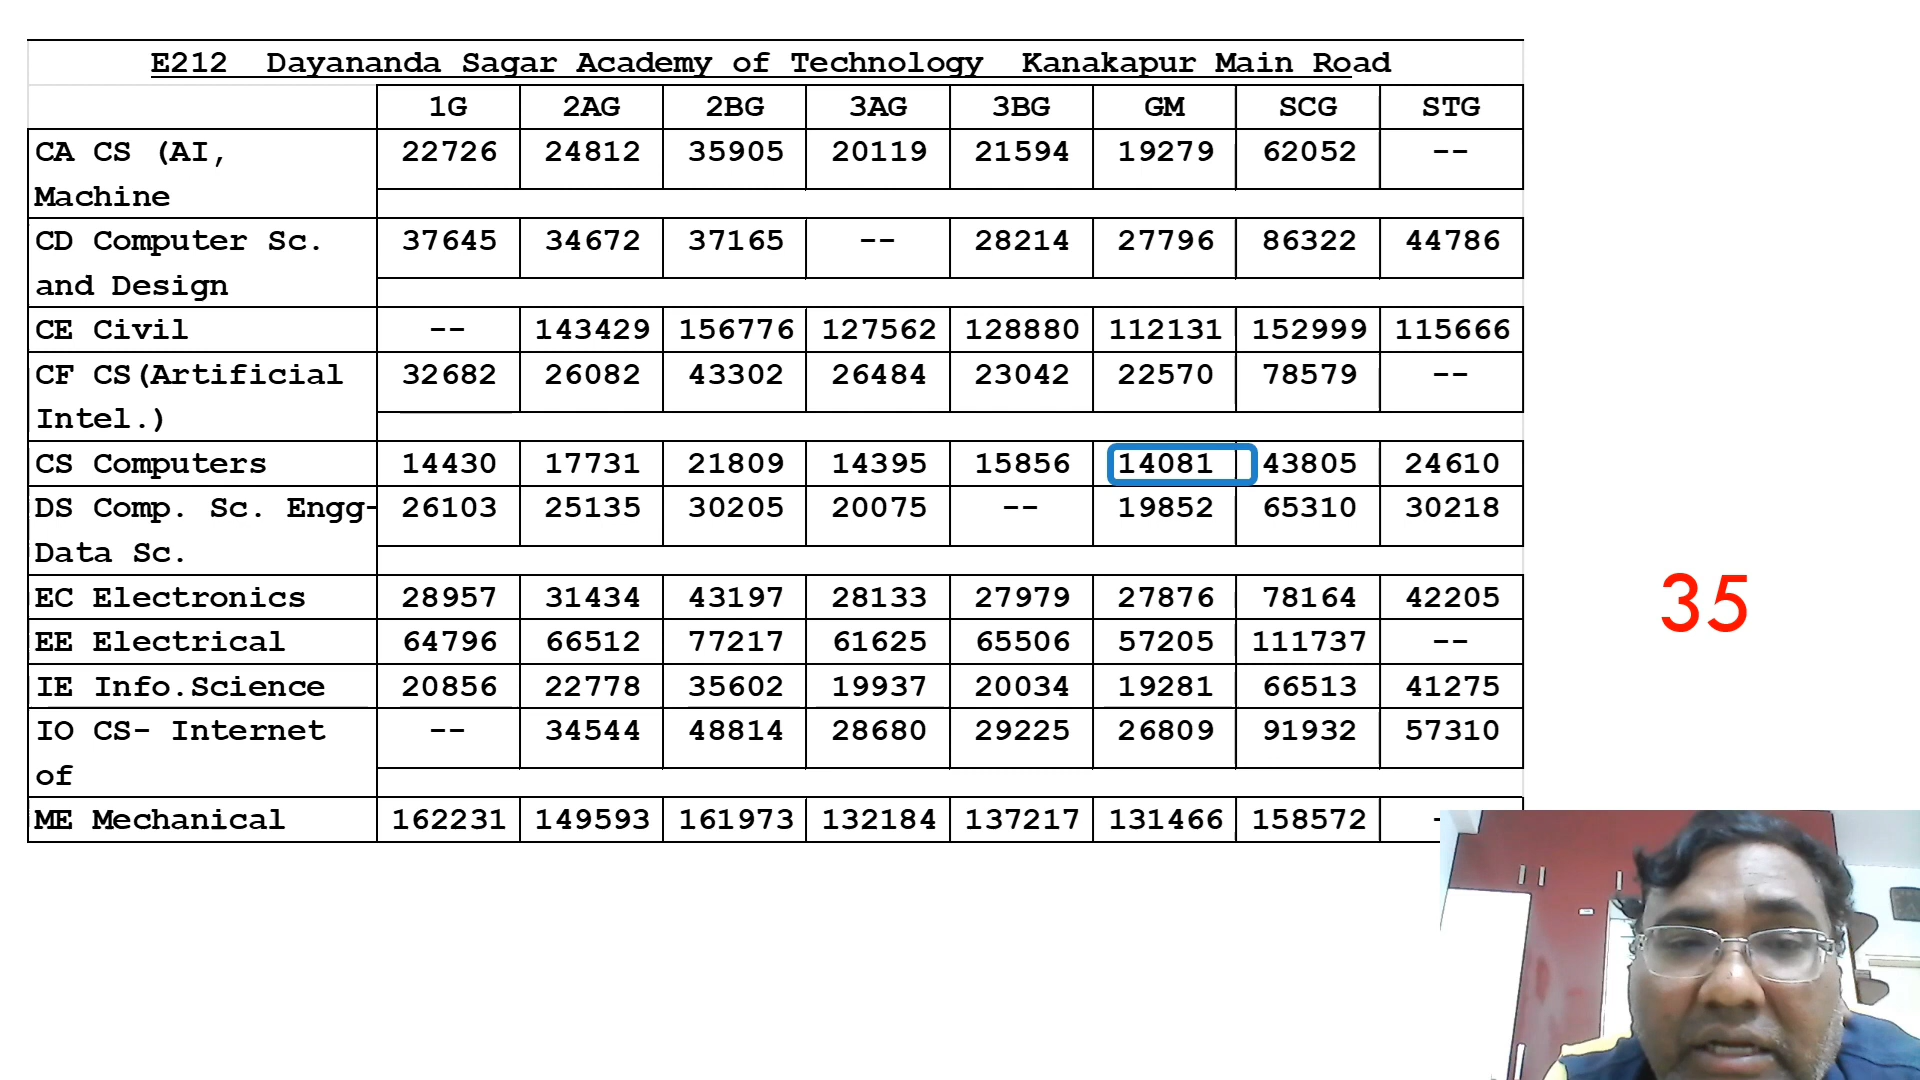 E212 Dayananda Sagar Academy of Technology Kanakapur Main Road
1G 2AG 2BG 3AG 3BG GM SCG STG
CA CS (AI, 22726 24812 35905 20119 21594 19279 62052 --
Machine
CD Computer Sc. 37645 34672 37165 -- 28214 27796 86322 44786
and Design
CE Civil -- 143429 156776 127562 128880 112131 152999 115666
CF CS(Artificial 32682 26082 43302 26484 23042 22570 78579 --
Intel.)
CS Computers 14430 17731 21809 14395 15856 14081 43805 24610
DS Comp. Sc. Engg- 26103 25135 30205 20075 -- 19852 65310 30218
Data Sc.
EC Electronics 28957 31434 43197 28133 27979 27876 78164 42205
EE Electrical 64796 66512 77217 61625 65506 57205 111737 --
IE Info.Science 20856 22778 35602 19937 20034 19281 66513 41275
IO CS- Internet -- 34544 48814 28680 29225 26809 91932 57310
of
ME Mechanical 162231 149593 161973 132184 137217 131466 158572
35